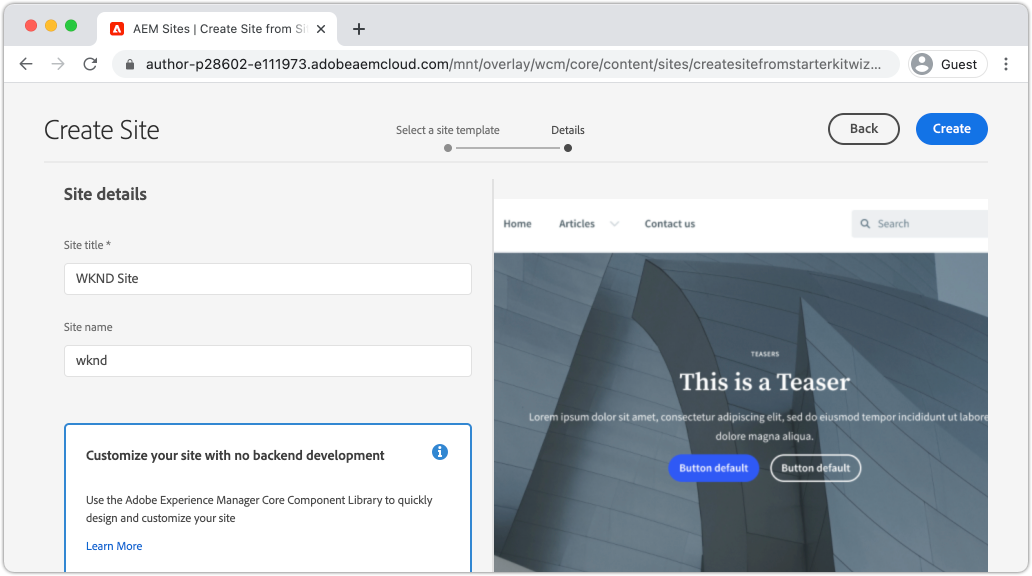 AEM Sites | Create Site from Si
author-p28602-e111973.adobeaemcloud.com/mnt/overlay/wcm/core/content/sites/createsitefromstarterkitwiz...
Guest
Create Site
Select a site template
Details
Back
Create
Site details
Site title *
WKND Site
Site name
wknd
Customize your site with no backend development
Use the Adobe Experience Manager Core Component Library to quickly
design and customize your site
Learn More
Home
Articles
Contact us
Search
TEASERS
This is a Teaser
Lorem ipsum dolor sit amet, consectetur adipiscing elit, sed do eiusmod tempor incididunt ut labore
dolore magna aliqua.
Button default
Button default